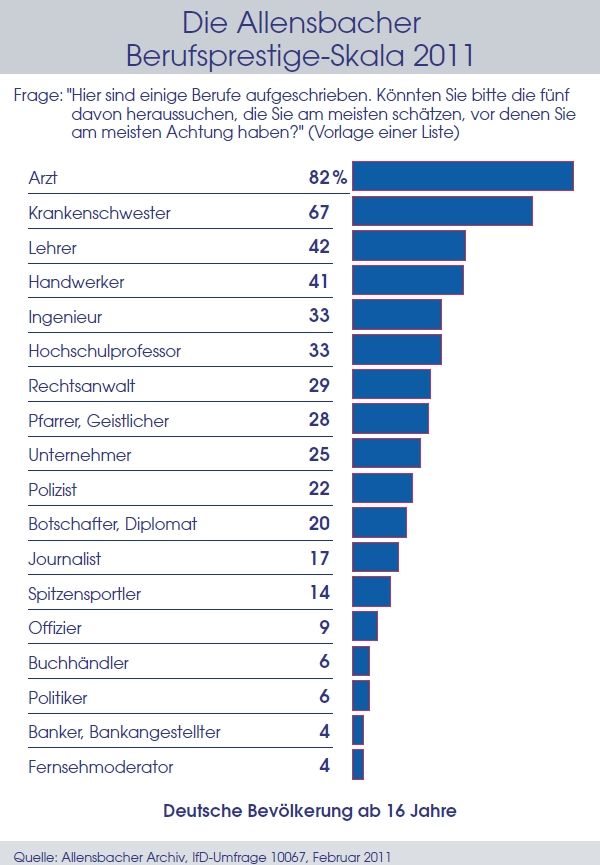 Die Allensbacher
Berufsprestige-Skala 2011
Frage: "Hier sind einige Berufe aufgeschrieben. Könnten Sie bitte die fünf
davon heraussuchen, die Sie am meisten schätzen, vor denen Sie
am meisten Achtung haben?" (Vorlage einer Liste)
Arzt 82 %
Krankenschwester 67
Lehrer 42
Handwerker 41
Ingenieur 33
Hochschulprofessor 33
Rechtsanwalt 29
Pfarrer, Geistlicher 28
Unternehmer 25
Polizist 22
Botschafter, Diplomat 20
Journalist 17
Spitzensportler 14
Offizier 9
Buchhändler 6
Politiker 6
Banker, Bankangestellter 4
Fernsehmoderator 4
Deutsche Bevölkerung ab 16 Jahre
Quelle: Allensbacher Archiv, IfD-Umfrage 10067, Februar 2011